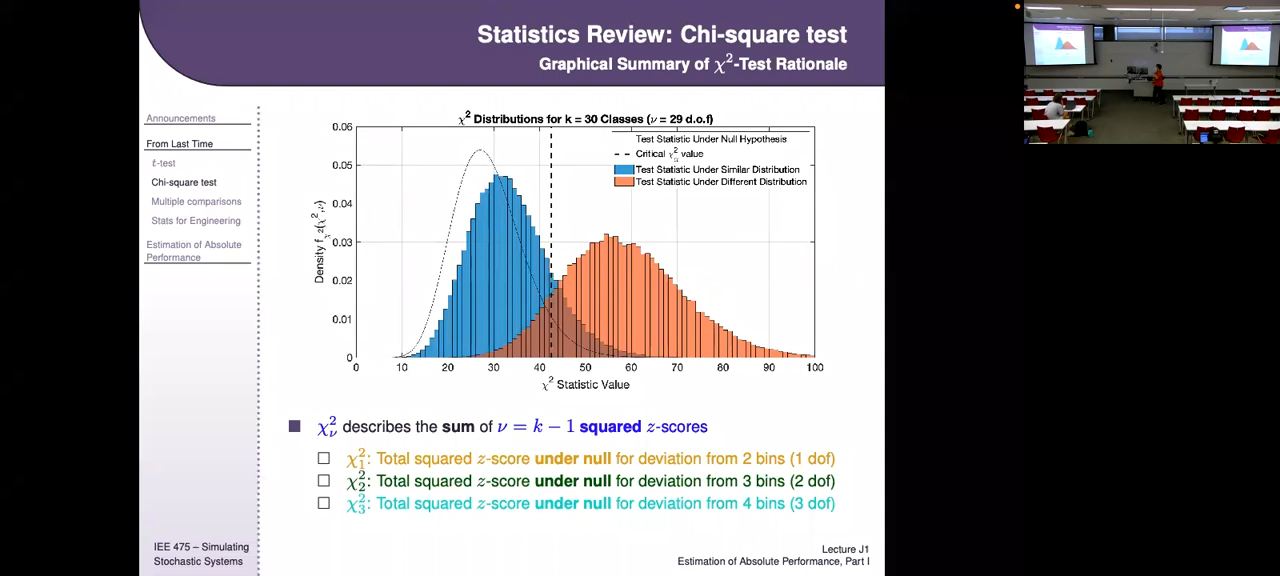 Statistics Review: Chi-square test
Graphical Summary of χ²-Test Rationale
Announcements
From Last Time
t-test
Chi-square test
Multiple comparisons
Stats for Engineering
Estimation of Absolute
Performance
χ² Distributions for k = 30 Classes (ν = 29 d.o.f)
Test Statistic Under Null Hypothesis
Critical χ²α value
Test Statistic Under Similar Distribution
Test Statistic Under Different Distribution
Density fχ2(χ²,ν)
0.06
0.05
0.04
0.03
0.02
0.01
0
0 10 20 30 40 50 60 70 80 90 100
χ² Statistic Value
χ²ν describes the sum of ν = k − 1 squared z-scores
χ²1: Total squared z-score under null for deviation from 2 bins (1 dof)
χ²2: Total squared z-score under null for deviation from 3 bins (2 dof)
χ²3: Total squared z-score under null for deviation from 4 bins (3 dof)
IEE 475 – Simulating
Stochastic Systems
Lecture J1
Estimation of Absolute Performance, Part I